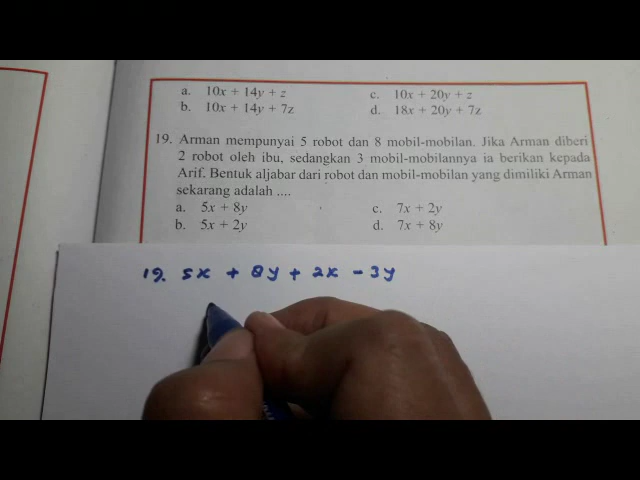 a. 10x + 14y + z
c. 10x + 20y + z
b. 10x + 14y + 7z
d. 18x + 20y + 7z
19. Arman mempunyai 5 robot dan 8 mobil-mobilan. Jika Arman diberi
2 robot oleh ibu, sedangkan 3 mobil-mobilannya ia berikan kepada
Arif. Bentuk aljabar dari robot dan mobil-mobilan yang dimiliki Arman
sekarang adalah ....
a. 5x + 8y
c. 7x + 2y
b. 5x + 2y
d. 7x + 8y
19. 5x + 8y + 2x - 3y